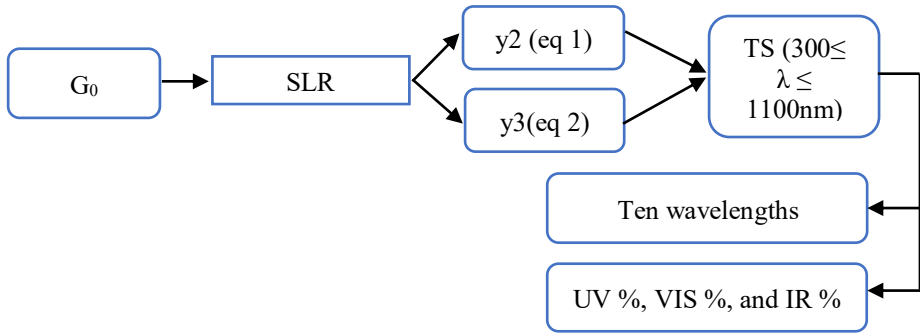 G₀
SLR
y2 (eq 1)
y3(eq 2)
TS (300≤
λ ≤
1100nm)
Ten wavelengths
UV %, VIS %, and IR %